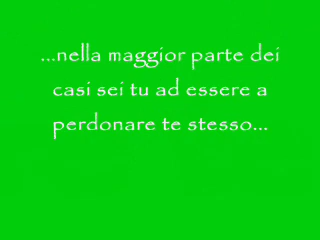 ...nella maggior parte dei
casi sei tu ad essere a
perdonare te stesso...